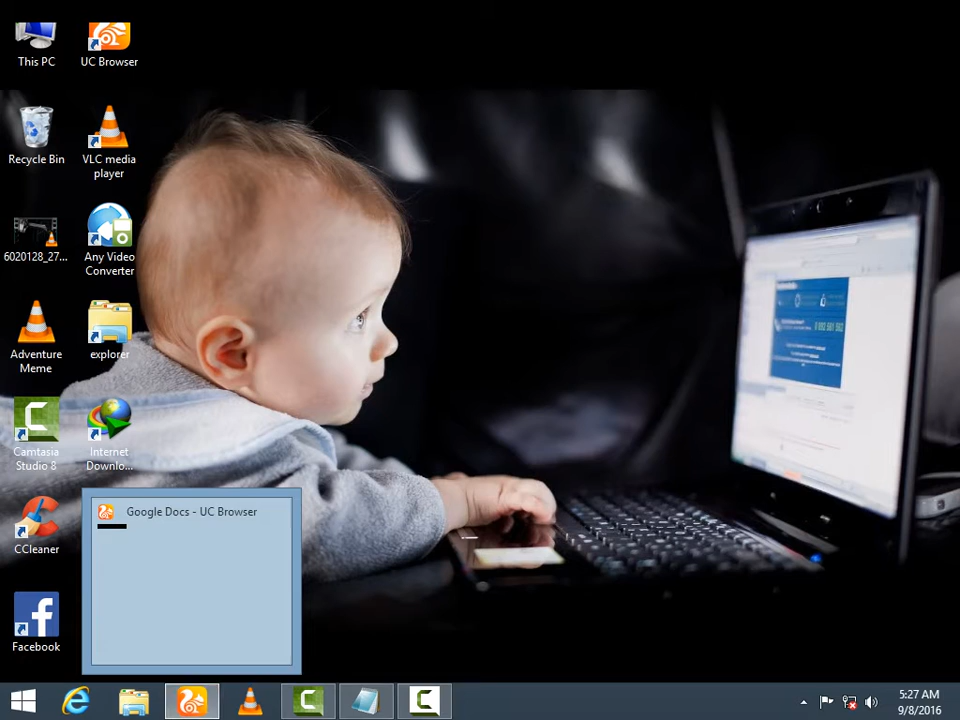 This PC
UC Browser
Recycle Bin
VLC media
player
6020128_27...
Any Video
Converter
Adventure
Meme
explorer
Camtasia
Studio 8
Internet
Downlo...
CCleaner
Google Docs - UC Browser
Facebook
5:27 AM
9/8/2016